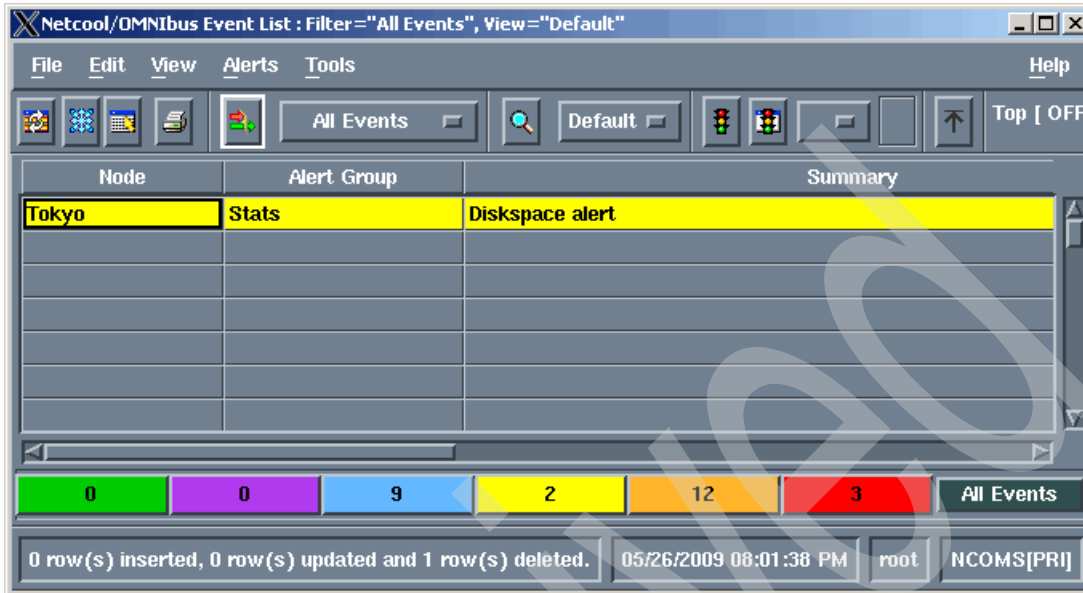 Netcool/OMNIbus Event List : Filter="All Events", View="Default"
File Edit View Alerts Tools Help
All Events Default Top [ OFF
Node Alert Group Summary
Tokyo Stats Diskspace alert
0 0 9 2 12 3 All Events
0 row(s) inserted, 0 row(s) updated and 1 row(s) deleted. 05/26/2009 08:01:38 PM root NCOMS[PRI]